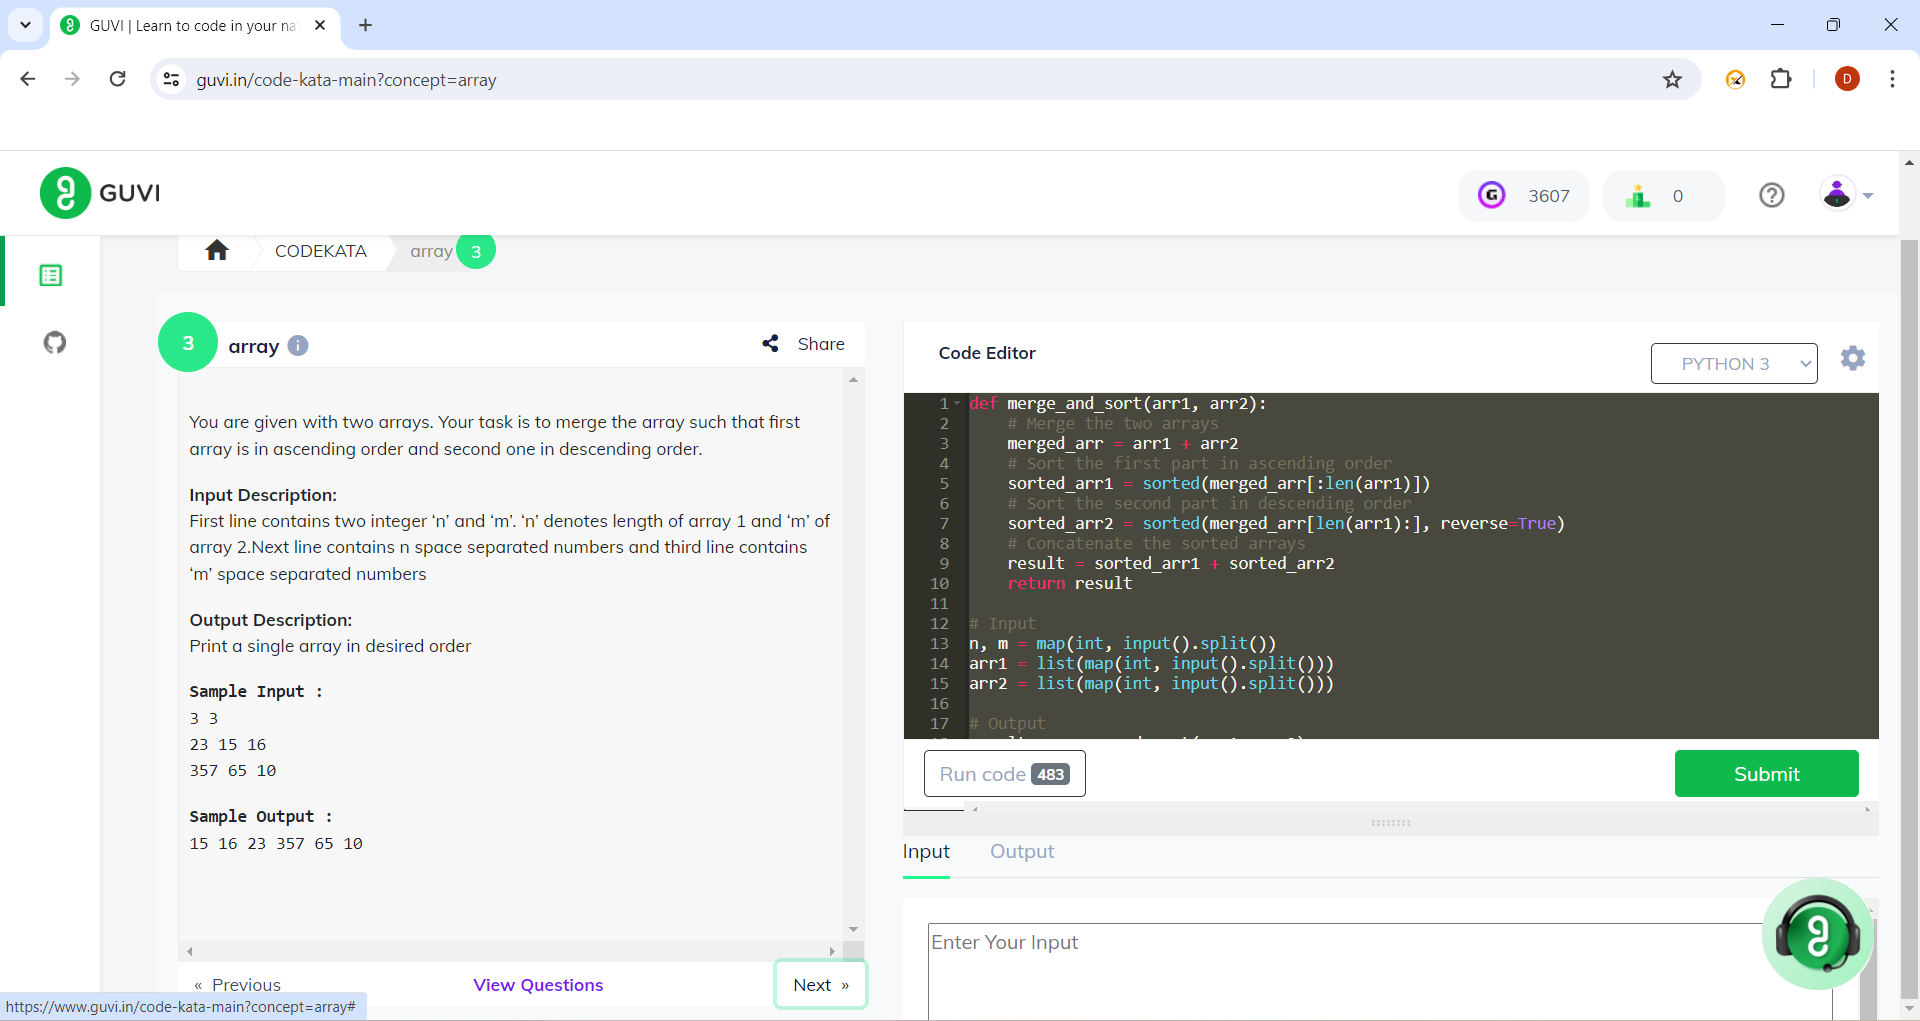 GUVI | Learn to code in your na
guvi.in/code-kata-main?concept=array
D
GUVI
G 3607
0
CODEKATA
array 3
3 array i
Share
You are given with two arrays. Your task is to merge the array such that first
array is in ascending order and second one in descending order.
Input Description:
First line contains two integer ‘n’ and ‘m’. ‘n’ denotes length of array 1 and ‘m’ of
array 2.Next line contains n space separated numbers and third line contains
‘m’ space separated numbers
Output Description:
Print a single array in desired order
Sample Input :
3 3
23 15 16
357 65 10
Sample Output :
15 16 23 357 65 10
« Previous
View Questions
Next »
https://www.guvi.in/code-kata-main?concept=array#
Code Editor
PYTHON 3
1 def merge_and_sort(arr1, arr2):
2     # Merge the two arrays
3     merged_arr = arr1 + arr2
4     # Sort the first part in ascending order
5     sorted_arr1 = sorted(merged_arr[:len(arr1)])
6     # Sort the second part in descending order
7     sorted_arr2 = sorted(merged_arr[len(arr1):], reverse=True)
8     # Concatenate the sorted arrays
9     result = sorted_arr1 + sorted_arr2
10     return result
11
12 # Input
13 n, m = map(int, input().split())
14 arr1 = list(map(int, input().split()))
15 arr2 = list(map(int, input().split()))
16
17 # Output
Run code 483
Submit
Input
Output
Enter Your Input